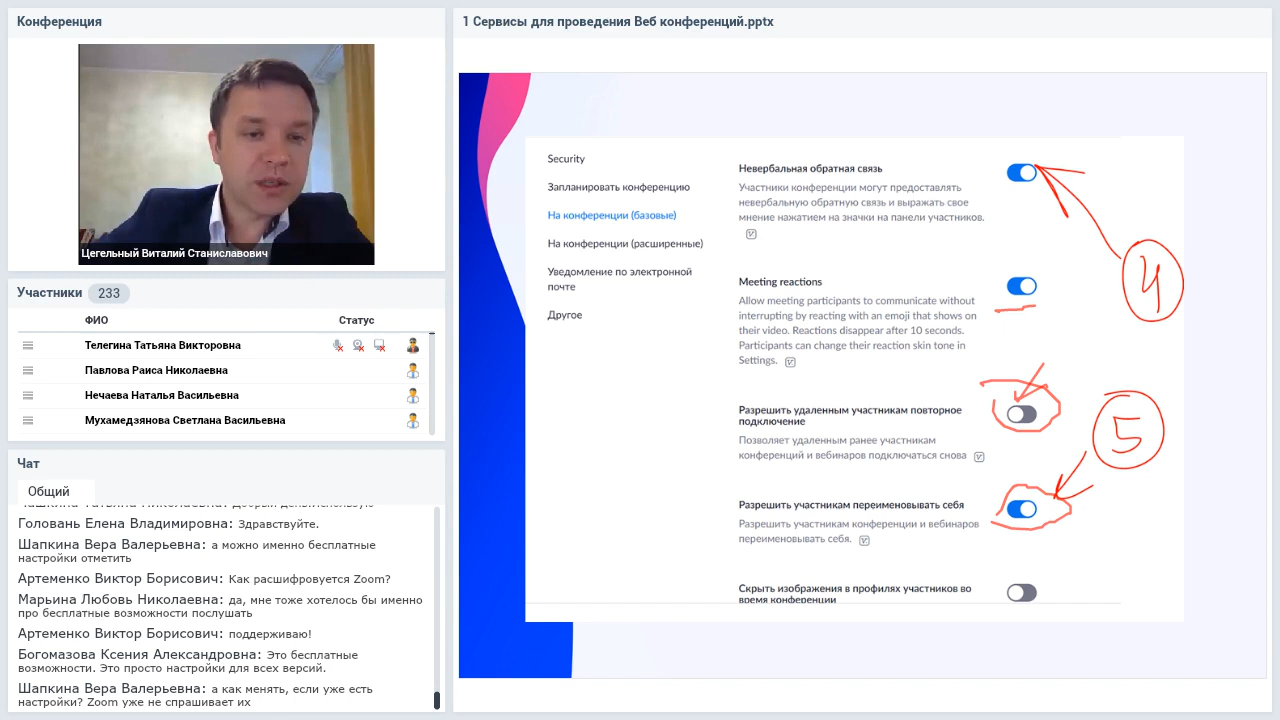 Конференция
Цегельный Виталий Станиславович
Участники 233
ФИО Статус
Телегина Татьяна Викторовна
Павлова Раиса Николаевна
Нечаева Наталья Васильевна
Мухамедзянова Светлана Васильевна
Чат
Общий
Головань Елена Владимировна: Здравствуйте.
Шапкина Вера Валерьевна: а можно именно бесплатные
настройки отметить
Артеменко Виктор Борисович: Как расшифровуется Zoom?
Марьина Любовь Николаевна: да, мне тоже хотелось бы именно
про бесплатные возможности послушать
Артеменко Виктор Борисович: поддерживаю!
Богомазова Ксения Александровна: Это бесплатные
возможности. Это просто настройки для всех версий.
Шапкина Вера Валерьевна: а как менять, если уже есть
настройки? Zoom уже не спрашивает их
1 Сервисы для проведения Веб конференций.pptx
Security
Запланировать конференцию
На конференции (базовые)
На конференции (расширенные)
Уведомление по электронной
почте
Другое
Невербальная обратная связь
Участники конференции могут предоставлять
невербальную обратную связь и выражать свое
мнение нажатием на значки на панели участников.
Meeting reactions
Allow meeting participants to communicate without
interrupting by reacting with an emoji that shows on
their video. Reactions disappear after 10 seconds.
Participants can change their reaction skin tone in
Settings.
Разрешить удаленным участникам повторное
подключение
Позволяет удаленным ранее участникам
конференций и вебинаров подключаться снова
Разрешить участникам переименовывать себя
Разрешить участникам конференции и вебинаров
переименовывать себя.
Скрыть изображения в профилях участников во
время конференции
4
5